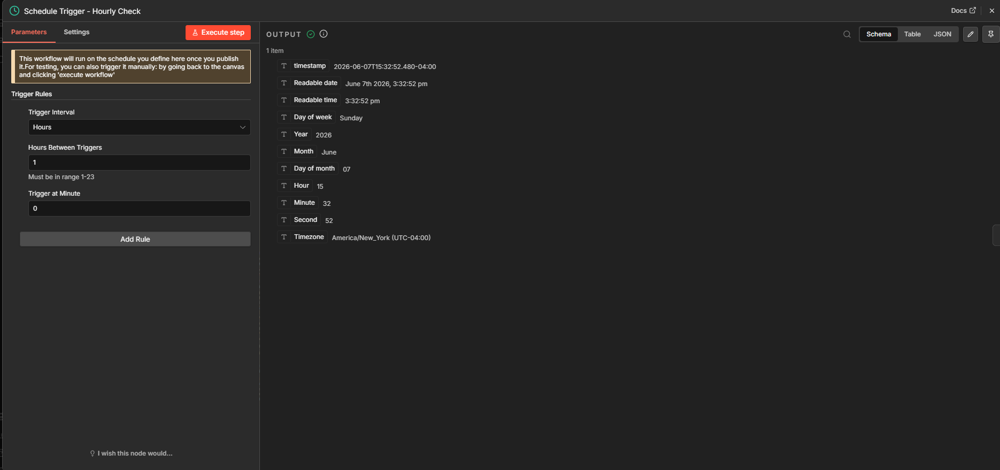 Schedule Trigger - Hourly Check
Docs
Parameters
Settings
Execute step
This workflow will run on the schedule you define here once you publish
it.For testing, you can also trigger it manually: by going back to the canvas
and clicking 'execute workflow'
Trigger Rules
Trigger Interval
Hours
Hours Between Triggers
1
Must be in range 1-23
Trigger at Minute
0
Add Rule
I wish this node would...
OUTPUT
Schema
Table
JSON
1 item
T timestamp 2026-06-07T15:32:52.480-04:00
T Readable date June 7th 2026, 3:32:52 pm
T Readable time 3:32:52 pm
T Day of week Sunday
T Year 2026
T Month June
T Day of month 07
T Hour 15
T Minute 32
T Second 52
T Timezone America/New_York (UTC-04:00)